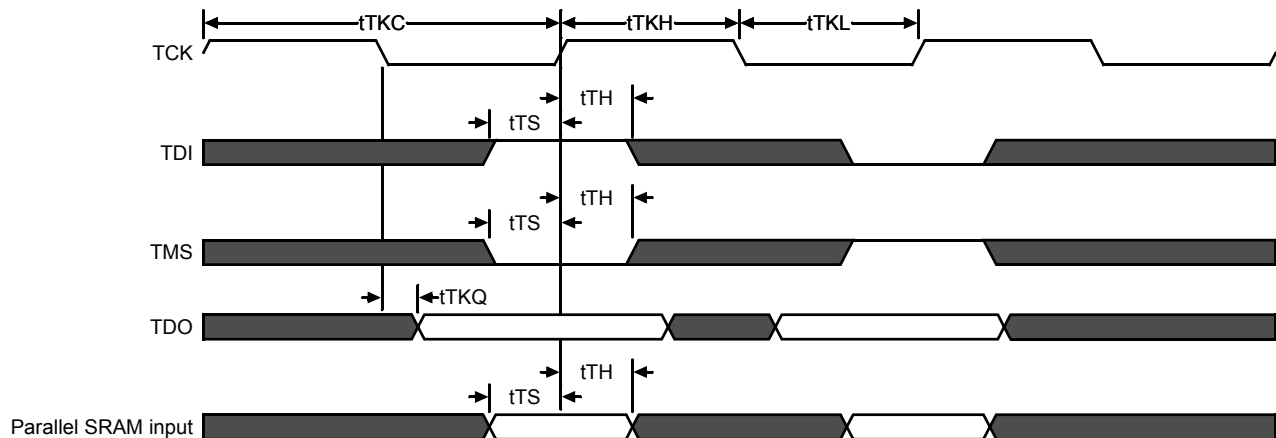 tTKC
tTKH
tTKL
TCK
tTH
tTS
TDI
tTH
tTS
TMS
tTKQ
TDO
tTH
tTS
Parallel SRAM input